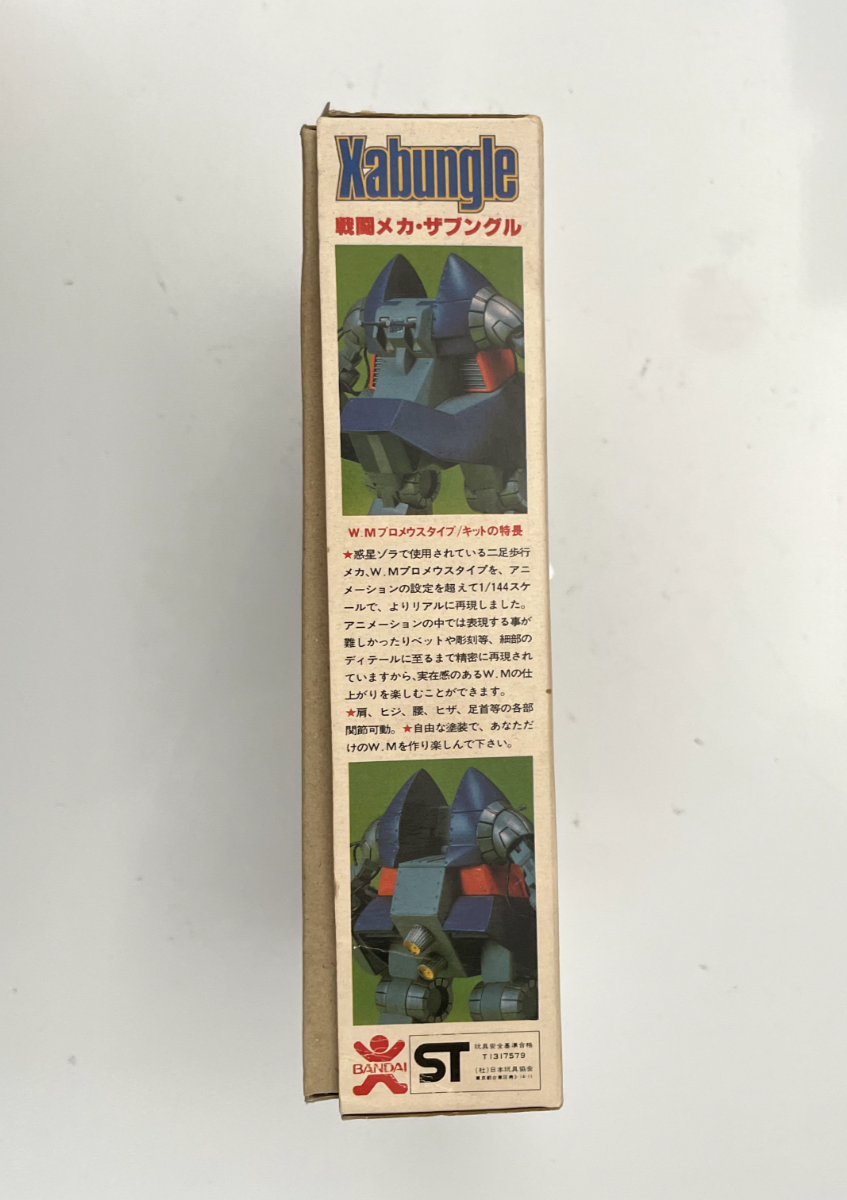 Xabungle
戦闘メカ・ザブングル
W.Mプロメウスタイプ/キットの特長
★惑星ゾラで使用されている二足歩行
メカ、W.Mプロメウスタイプを、アニ
メーションの設定を超えて1/144スケ
ールで、よりリアルに再現しました。
アニメーションの中では表現する事が
難しかったリベットや彫刻等、細部の
ディテールに至るまで精密に再現され
ていますから、実在感のあるW.Mの仕
上がりを楽しむことができます。
★肩、ヒジ、腰、ヒザ、足首等の各部
関節可動。★自由な塗装で、あなただ
けのW.Mを作り楽しんで下さい。
BANDAI
ST
玩具安全基準合格
T1317579
(社)日本玩具協会